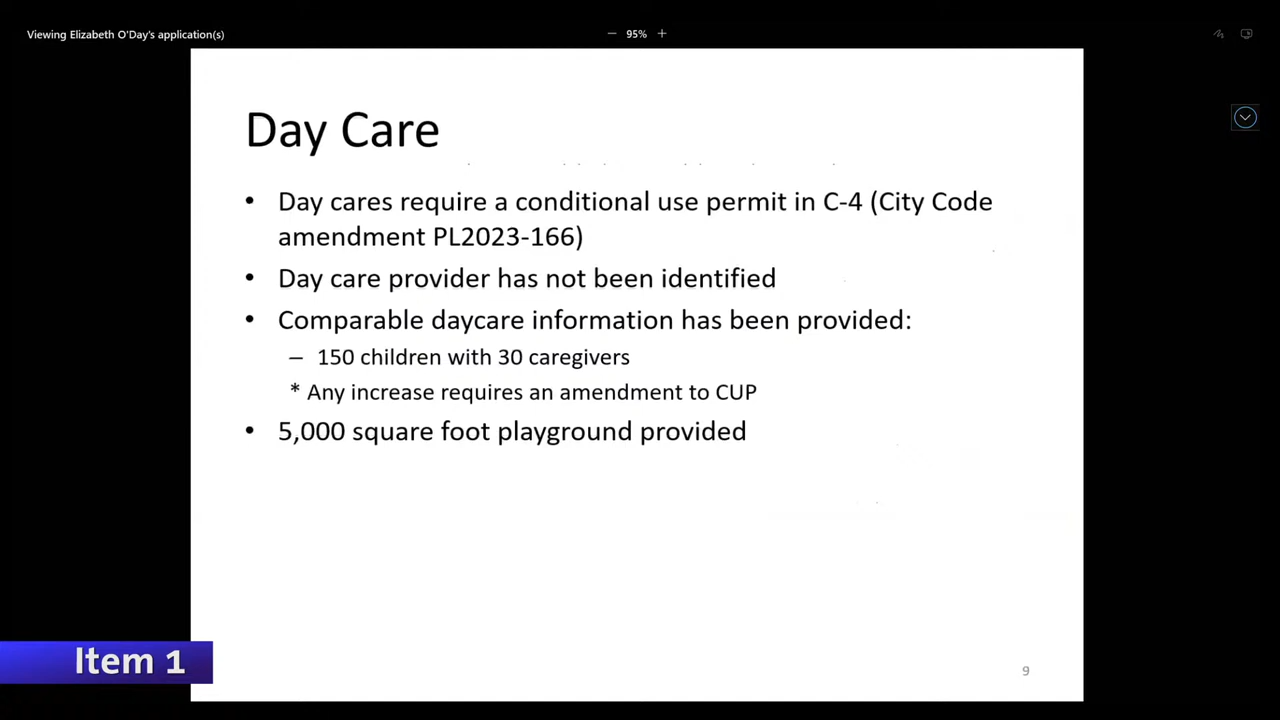 Viewing Elizabeth O'Day's application(s)
− 95% +
Day Care
• Day cares require a conditional use permit in C-4 (City Code
amendment PL2023-166)
• Day care provider has not been identified
• Comparable daycare information has been provided:
– 150 children with 30 caregivers
* Any increase requires an amendment to CUP
• 5,000 square foot playground provided
Item 1
9